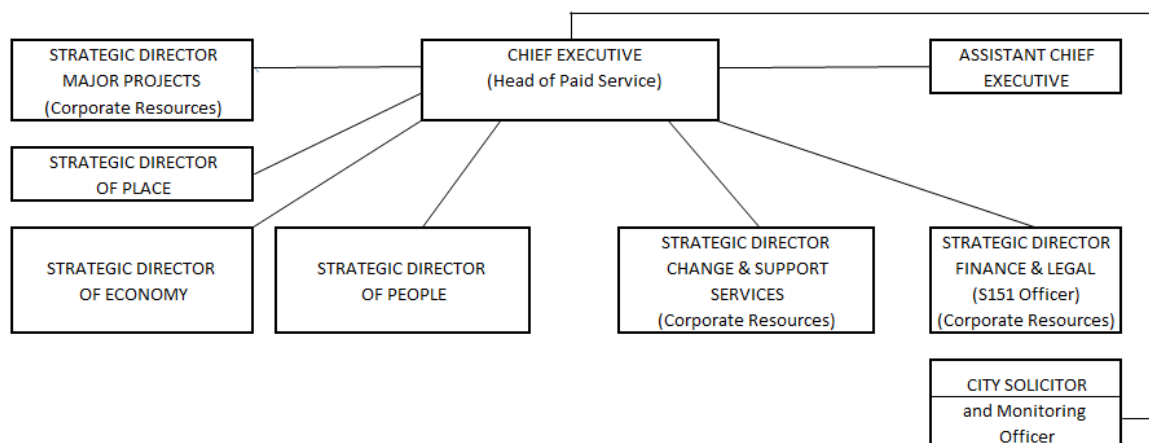 STRATEGIC DIRECTOR
MAJOR PROJECTS
(Corporate Resources)
CHIEF EXECUTIVE
(Head of Paid Service)
ASSISTANT CHIEF
EXECUTIVE
STRATEGIC DIRECTOR
OF PLACE
STRATEGIC DIRECTOR
OF ECONOMY
STRATEGIC DIRECTOR
OF PEOPLE
STRATEGIC DIRECTOR
CHANGE & SUPPORT
SERVICES
(Corporate Resources)
STRATEGIC DIRECTOR
FINANCE & LEGAL
(S151 Officer)
(Corporate Resources)
CITY SOLICITOR
and Monitoring
Officer